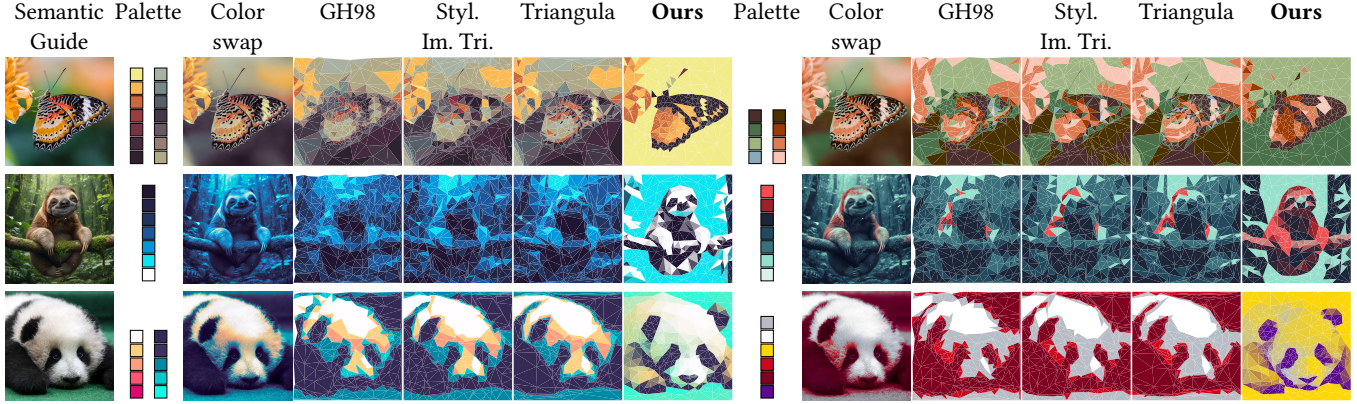 Semantic Guide
Palette
Color swap
GH98
Styl. Im. Tri.
Triangula
Ours
Palette
Color swap
GH98
Styl. Im. Tri.
Triangula
Ours